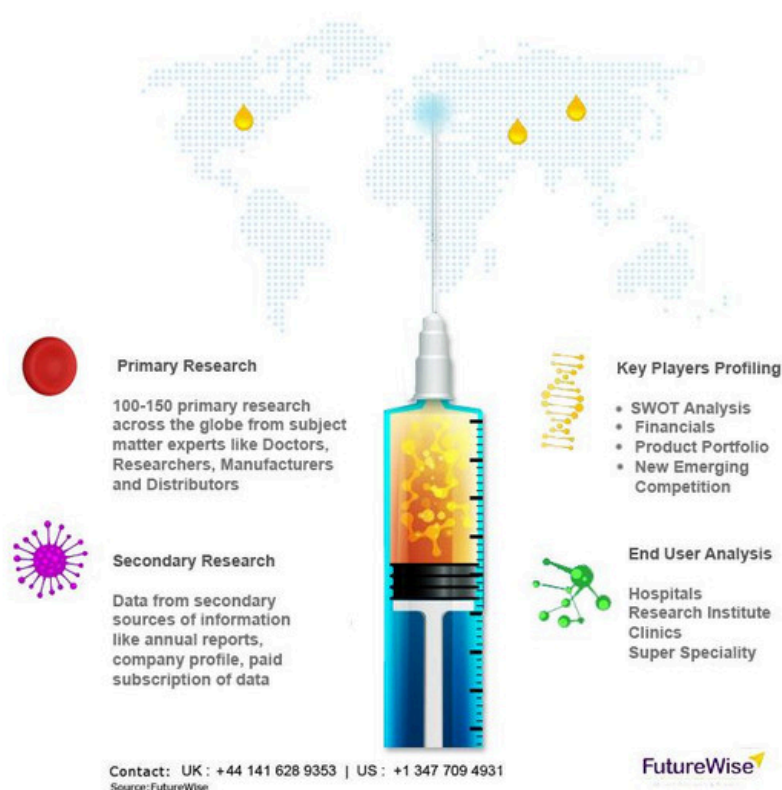 Primary Research
100-150 primary research
across the globe from subject
matter experts like Doctors,
Researchers, Manufacturers
and Distributors
Secondary Research
Data from secondary
sources of information
like annual reports,
company profile, paid
subscription of data
Key Players Profiling
• SWOT Analysis
• Financials
• Product Portfolio
• New Emerging
Competition
End User Analysis
Hospitals
Research Institute
Clinics
Super Speciality
Contact: UK : +44 141 628 9353 | US : +1 347 709 4931
Source:FutureWise
FutureWise